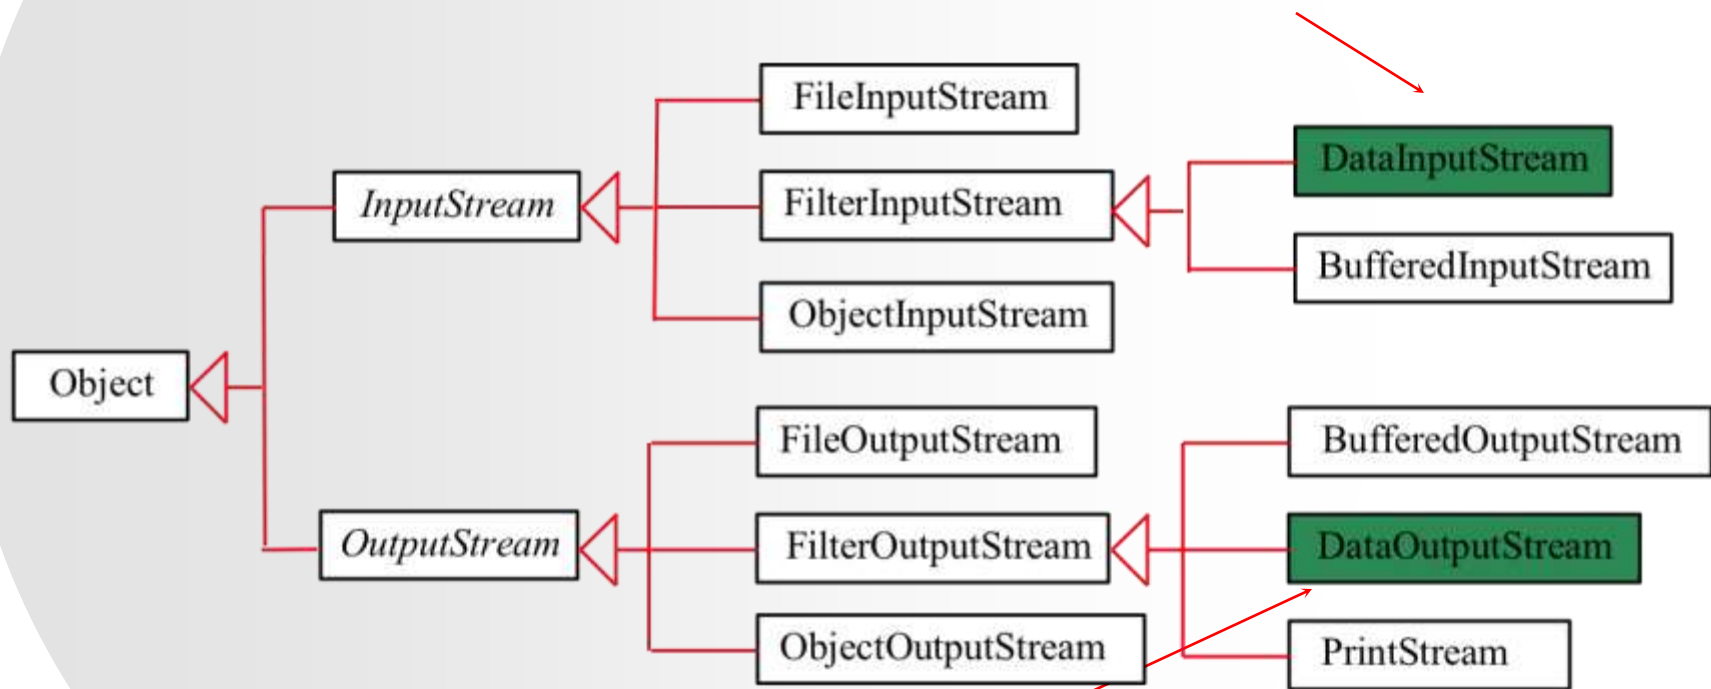 FileInputStream
DataInputStream
InputStream
FilterInputStream
BufferedInputStream
ObjectInputStream
Object
FileOutputStream
BufferedOutputStream
OutputStream
FilterOutputStream
DataOutputStream
ObjectOutputStream
PrintStream